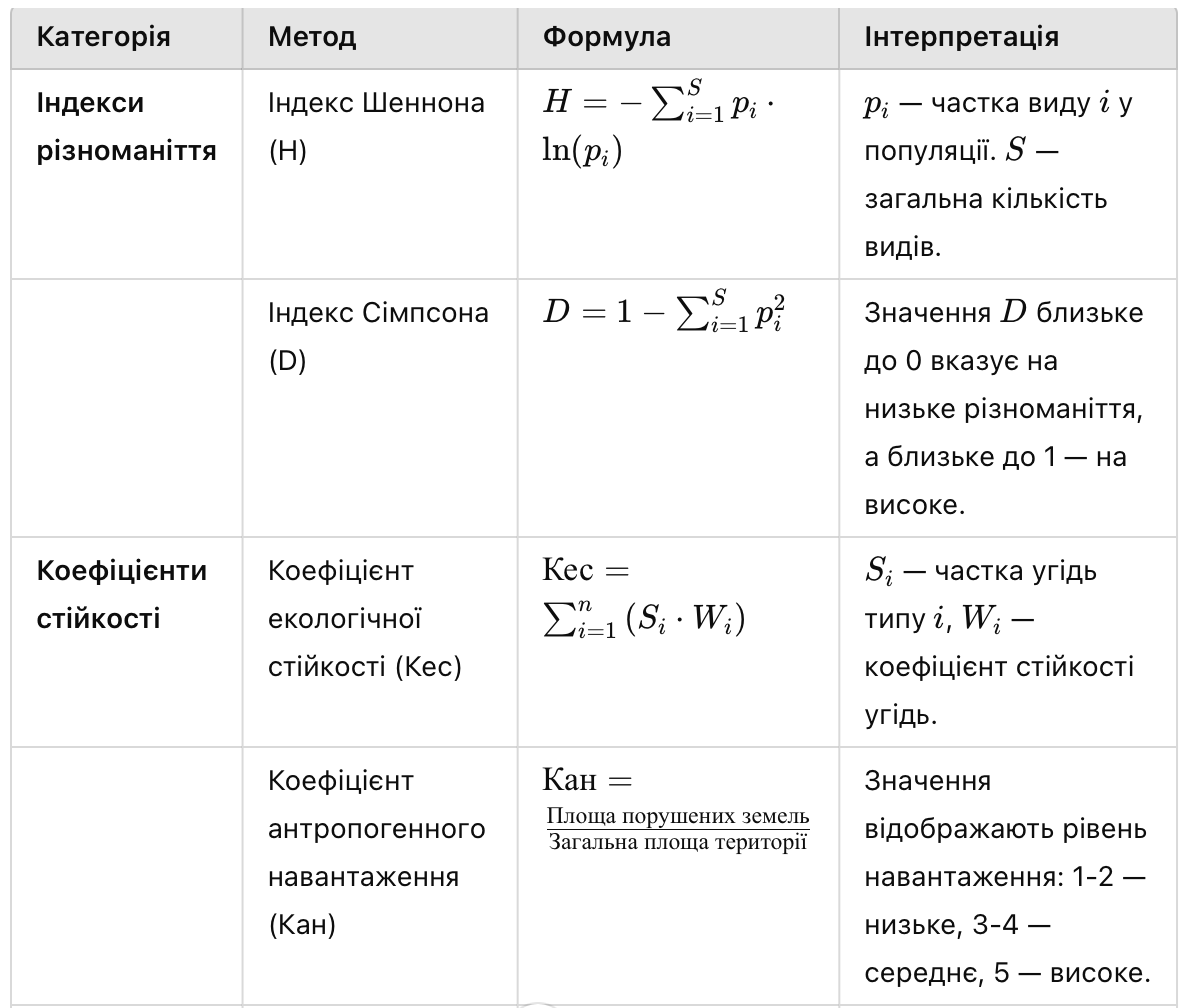 Категорія Метод Формула Інтерпретація
Індекси різноманіття
Індекс Шеннона (H)
H = − ∑_{i=1}^{S} p_i · ln(p_i)
p_i — частка виду i у
популяції. S —
загальна кількість
видів.
Індекс Сімпсона
(D)
D = 1 − ∑_{i=1}^{S} p_i^2
Значення D близьке
до 0 вказує на
низьке різноманіття,
а близьке до 1 — на
високе.
Коефіцієнти
стійкості
Коефіцієнт
екологічної
стійкості (Кес)
Кес =
∑_{i=1}^{n} (S_i · W_i)
S_i — частка угідь
типу i, W_i —
коефіцієнт стійкості
угідь.
Коефіцієнт
антропогенного
навантаження
(Кан)
Кан =
Площа порушених земель
Загальна площа території
Значення
відображають рівень
навантаження: 1-2 —
низьке, 3-4 —
середнє, 5 — високе.